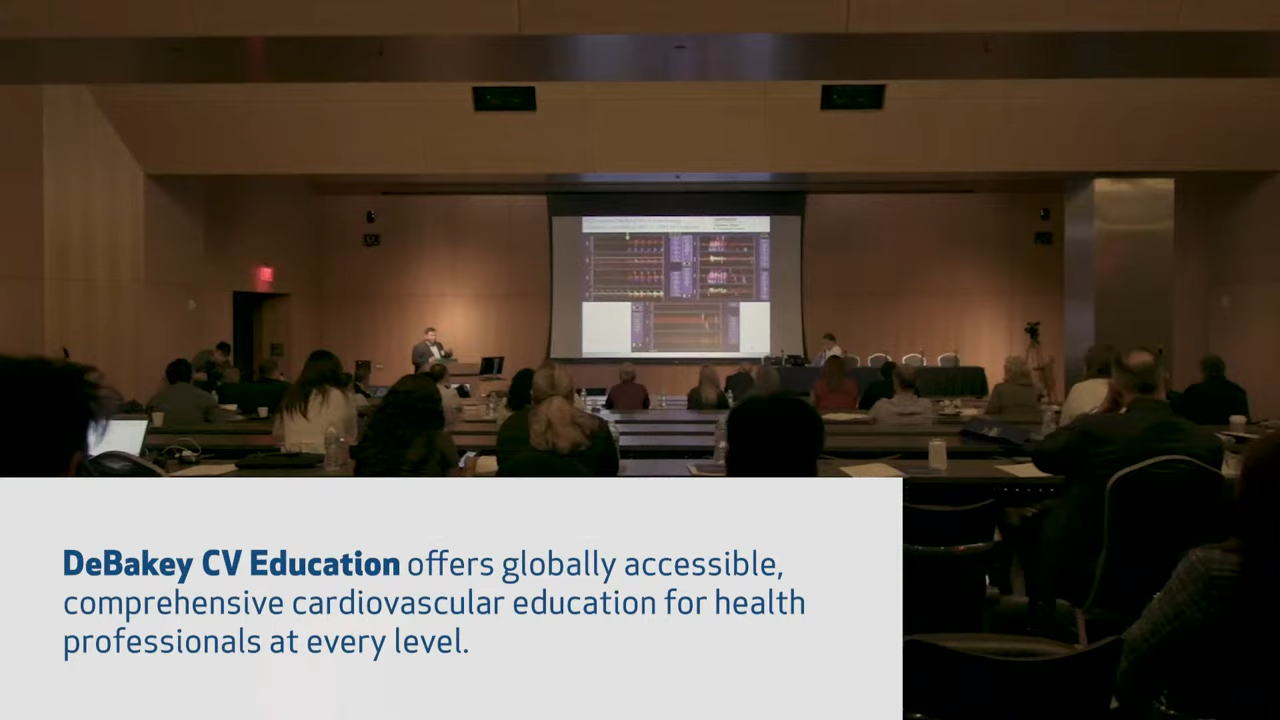 DeBakey CV Education offers globally accessible,
comprehensive cardiovascular education for health
professionals at every level.